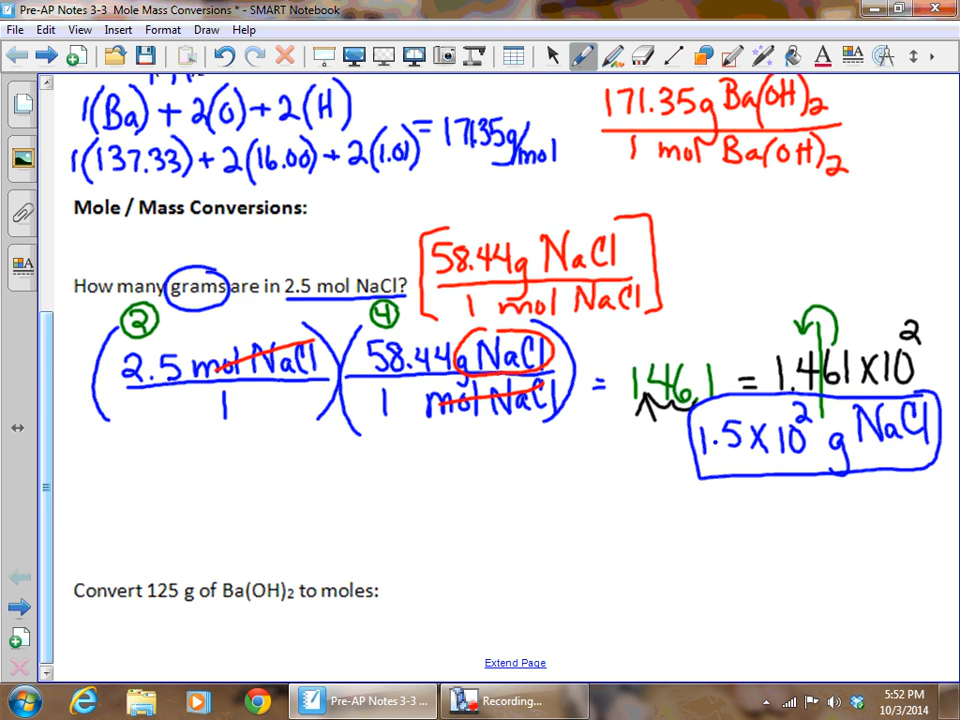 Pre-AP Notes 3-3 Mole Mass Conversions * - SMART Notebook
File Edit View Insert Format Draw Help
1(Ba) + 2(O) + 2(H)
1(137.33) + 2(16.00) + 2(1.01) = 171.35g/mol
171.35g Ba(OH)2
1 mol Ba(OH)2
Mole / Mass Conversions:
58.44g NaCl
1 mol NaCl
How many grams are in 2.5 mol NaCl?
2 4
(2.5 mol NaCl / 1)(58.44g NaCl / 1 mol NaCl) = 146.1 = 1.461 x 10²
1.5 x 10² g NaCl
Convert 125 g of Ba(OH)₂ to moles:
Extend Page
Pre-AP Notes 3-3 ...
Recording...
5:52 PM
10/3/2014